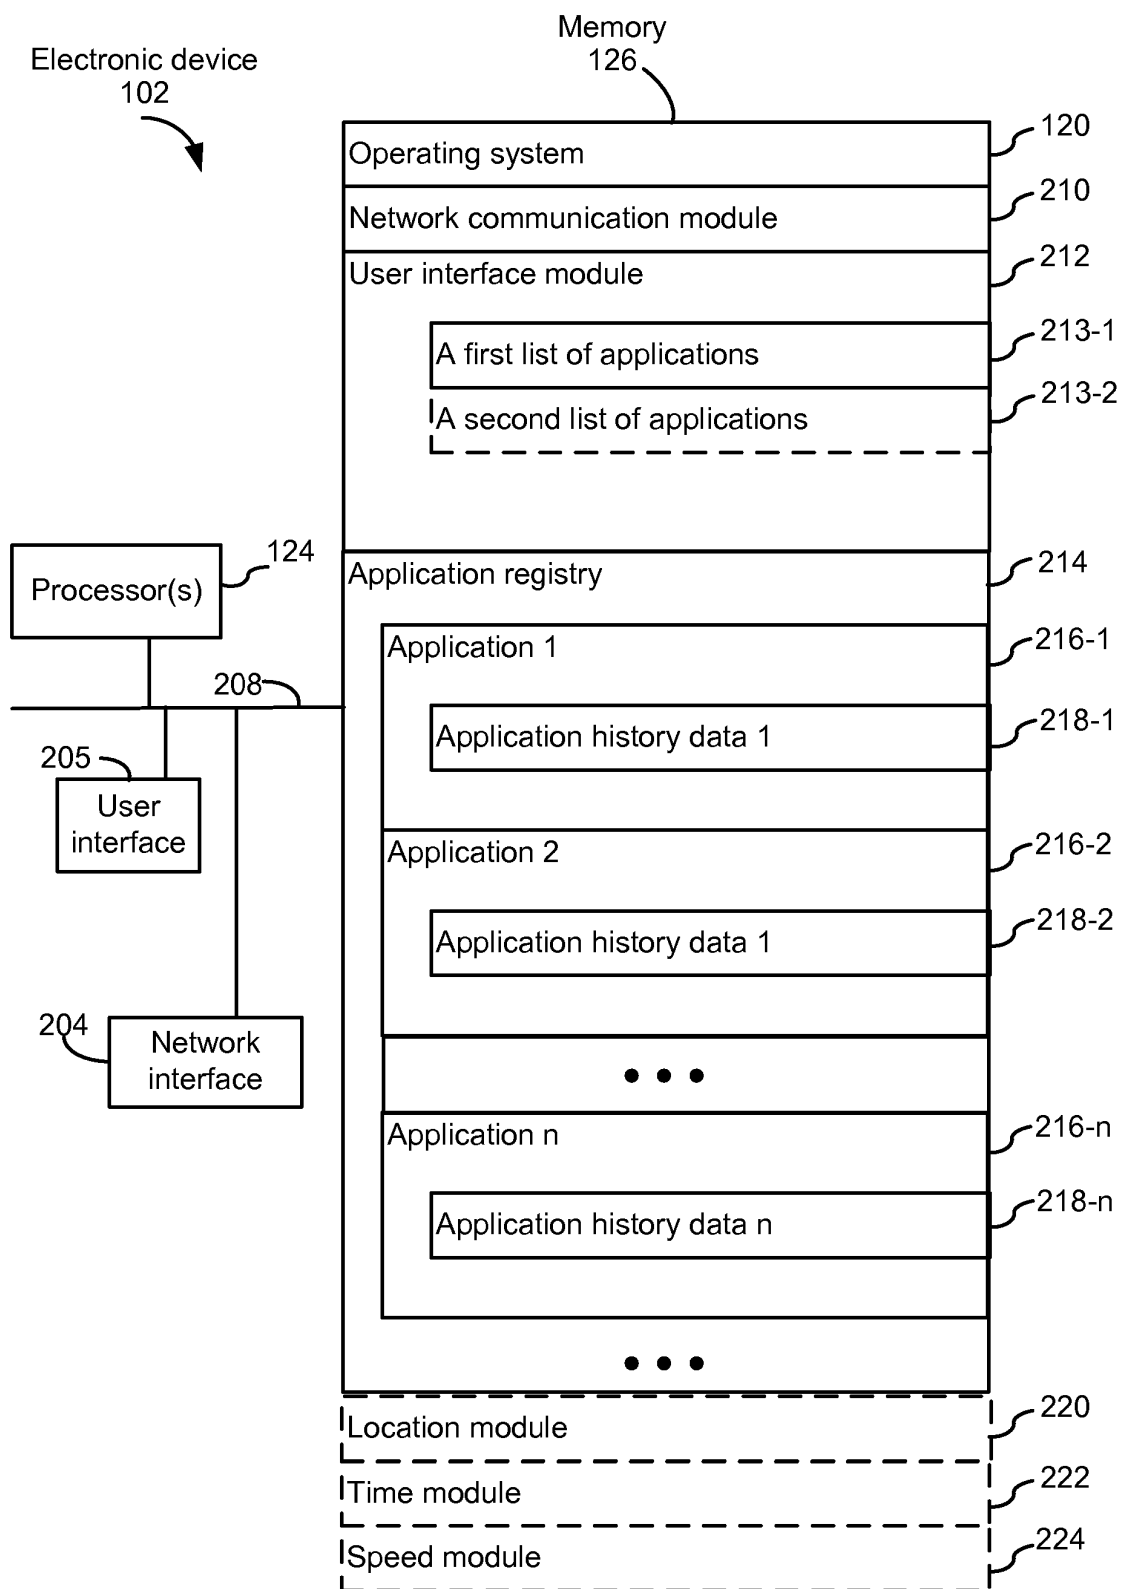 Memory
126
Electronic device
102
Operating system
120
Network communication module
210
User interface module
212
A first list of applications
213-1
A second list of applications
213-2
Processor(s)
124
Application registry
214
Application 1
216-1
208
Application history data 1
218-1
205
User
interface
Application 2
216-2
Application history data 1
218-2
204
Network
interface
• • •
Application n
216-n
Application history data n
218-n
• • •
Location module
220
Time module
222
Speed module
224